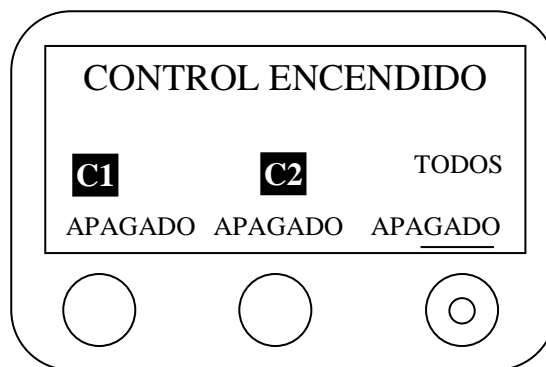 CONTROL ENCENDIDO
C1 C2 TODOS
APAGADO APAGADO APAGADO